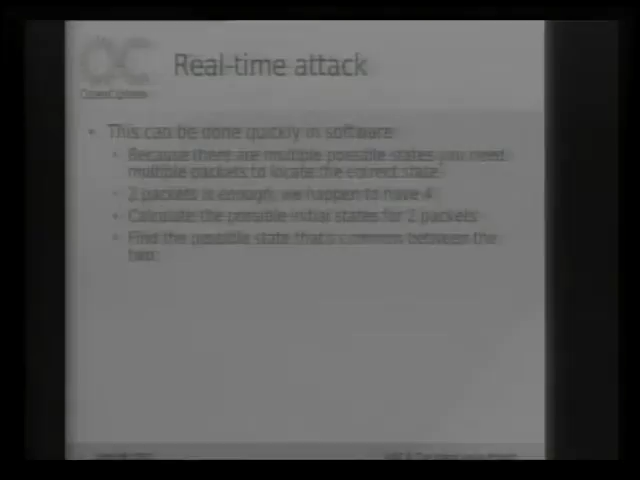 OC
OpenCiphers
Real-time attack
• This can be done quickly in software
• Because there are multiple possible states you need
multiple packets to locate the correct state
• 2 packets is enough, we happen to have 4
• Calculate the possible initial states for 2 packets
• Find the possible state that's common between the
two: